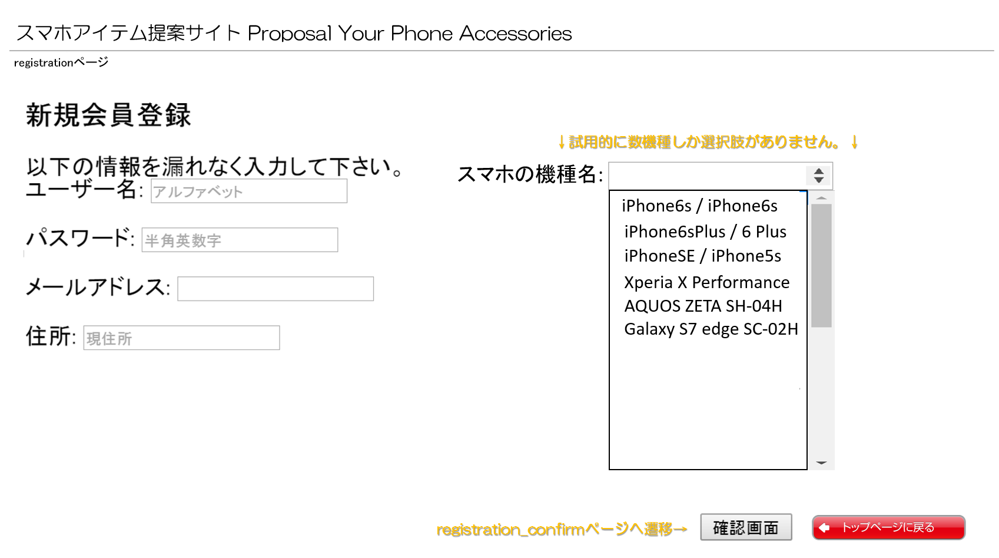 スマホアイテム提案サイト Proposal Your Phone Accessories
registrationページ
新規会員登録
以下の情報を漏れなく入力して下さい。
ユーザー名: アルファベット
パスワード: 半角英数字
メールアドレス:
住所: 現住所
↓試用的に数機種しか選択肢がありません。↓
スマホの機種名:
iPhone6s / iPhone6s
iPhone6sPlus / 6 Plus
iPhoneSE / iPhone5s
Xperia X Performance
AQUOS ZETA SH-04H
Galaxy S7 edge SC-02H
registration_confirmページへ遷移→
確認画面
トップページに戻る